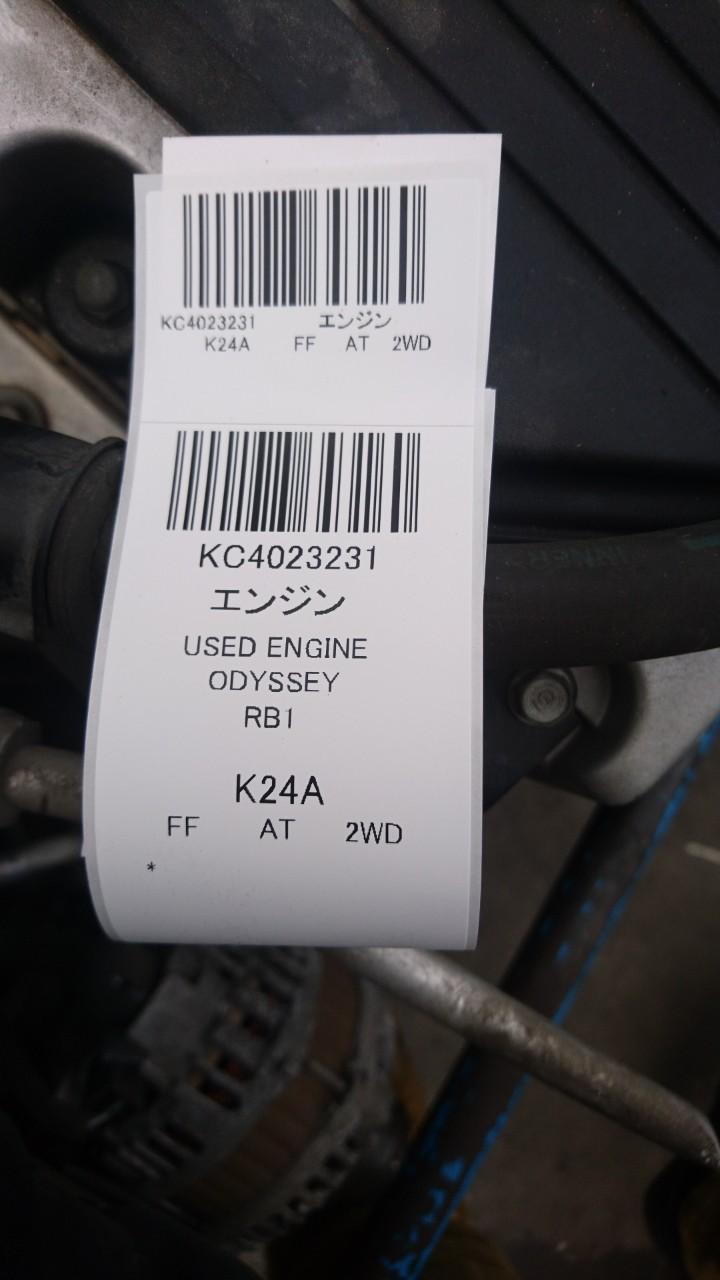 KC4023231 エンジン
K24A FF AT 2WD
KC4023231
エンジン
USED ENGINE
ODYSSEY
RB1
K24A
FF AT 2WD
*